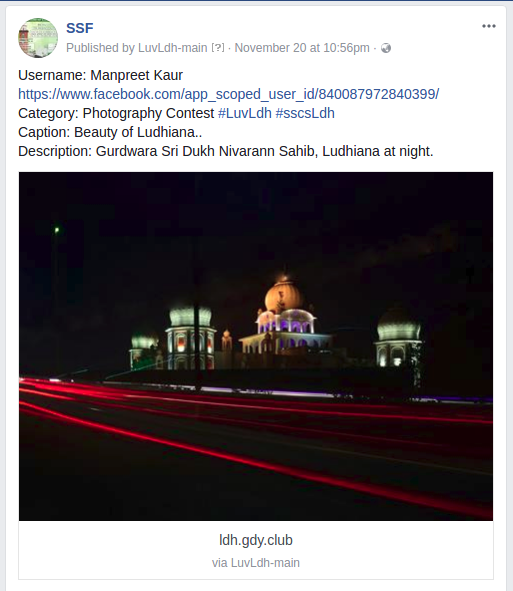 SSF
Published by LuvLdh-main [?] · November 20 at 10:56pm ·
Username: Manpreet Kaur
https://www.facebook.com/app_scoped_user_id/840087972840399/
Category: Photography Contest #LuvLdh #sscsLdh
Caption: Beauty of Ludhiana..
Description: Gurdwara Sri Dukh Nivarann Sahib, Ludhiana at night.
ldh.gdy.club
via LuvLdh-main